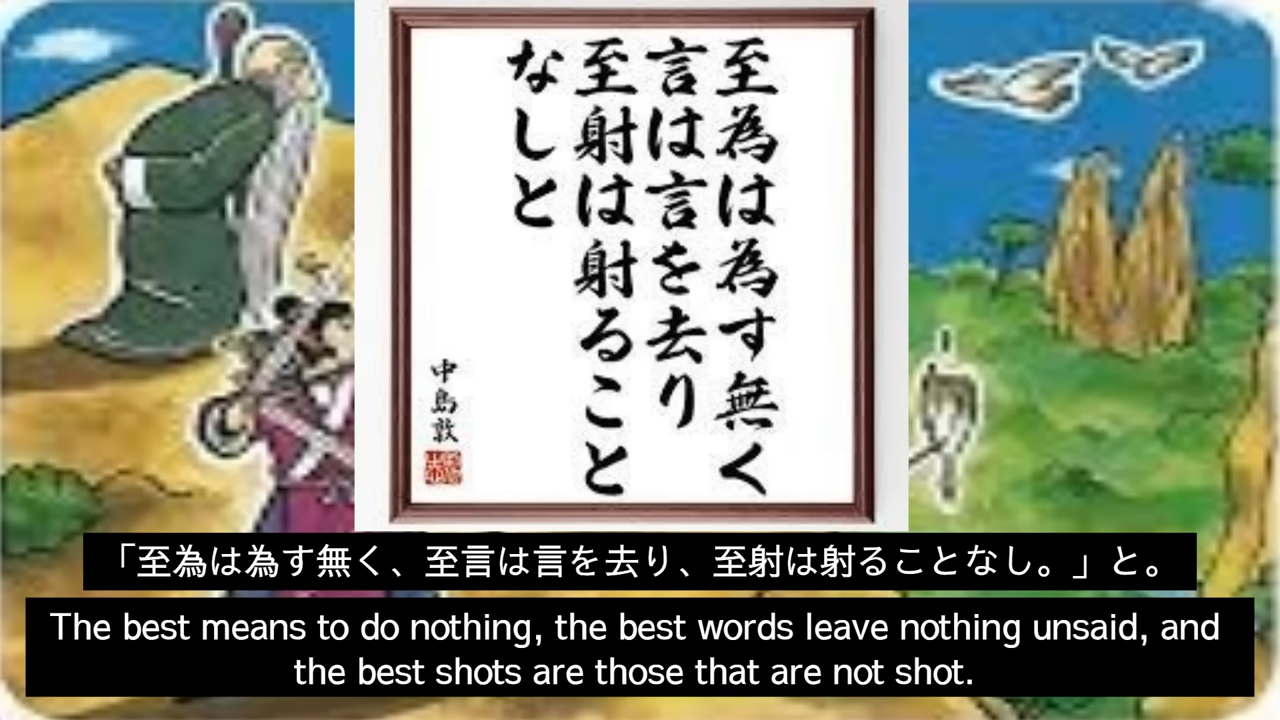 至為は為す無く
言は言を去り
至射は射ること
なしと
中島敦
「至為は為す無く、至言は言を去り、至射は射ることなし。」と。
The best means to do nothing, the best words leave nothing unsaid, and
the best shots are those that are not shot.